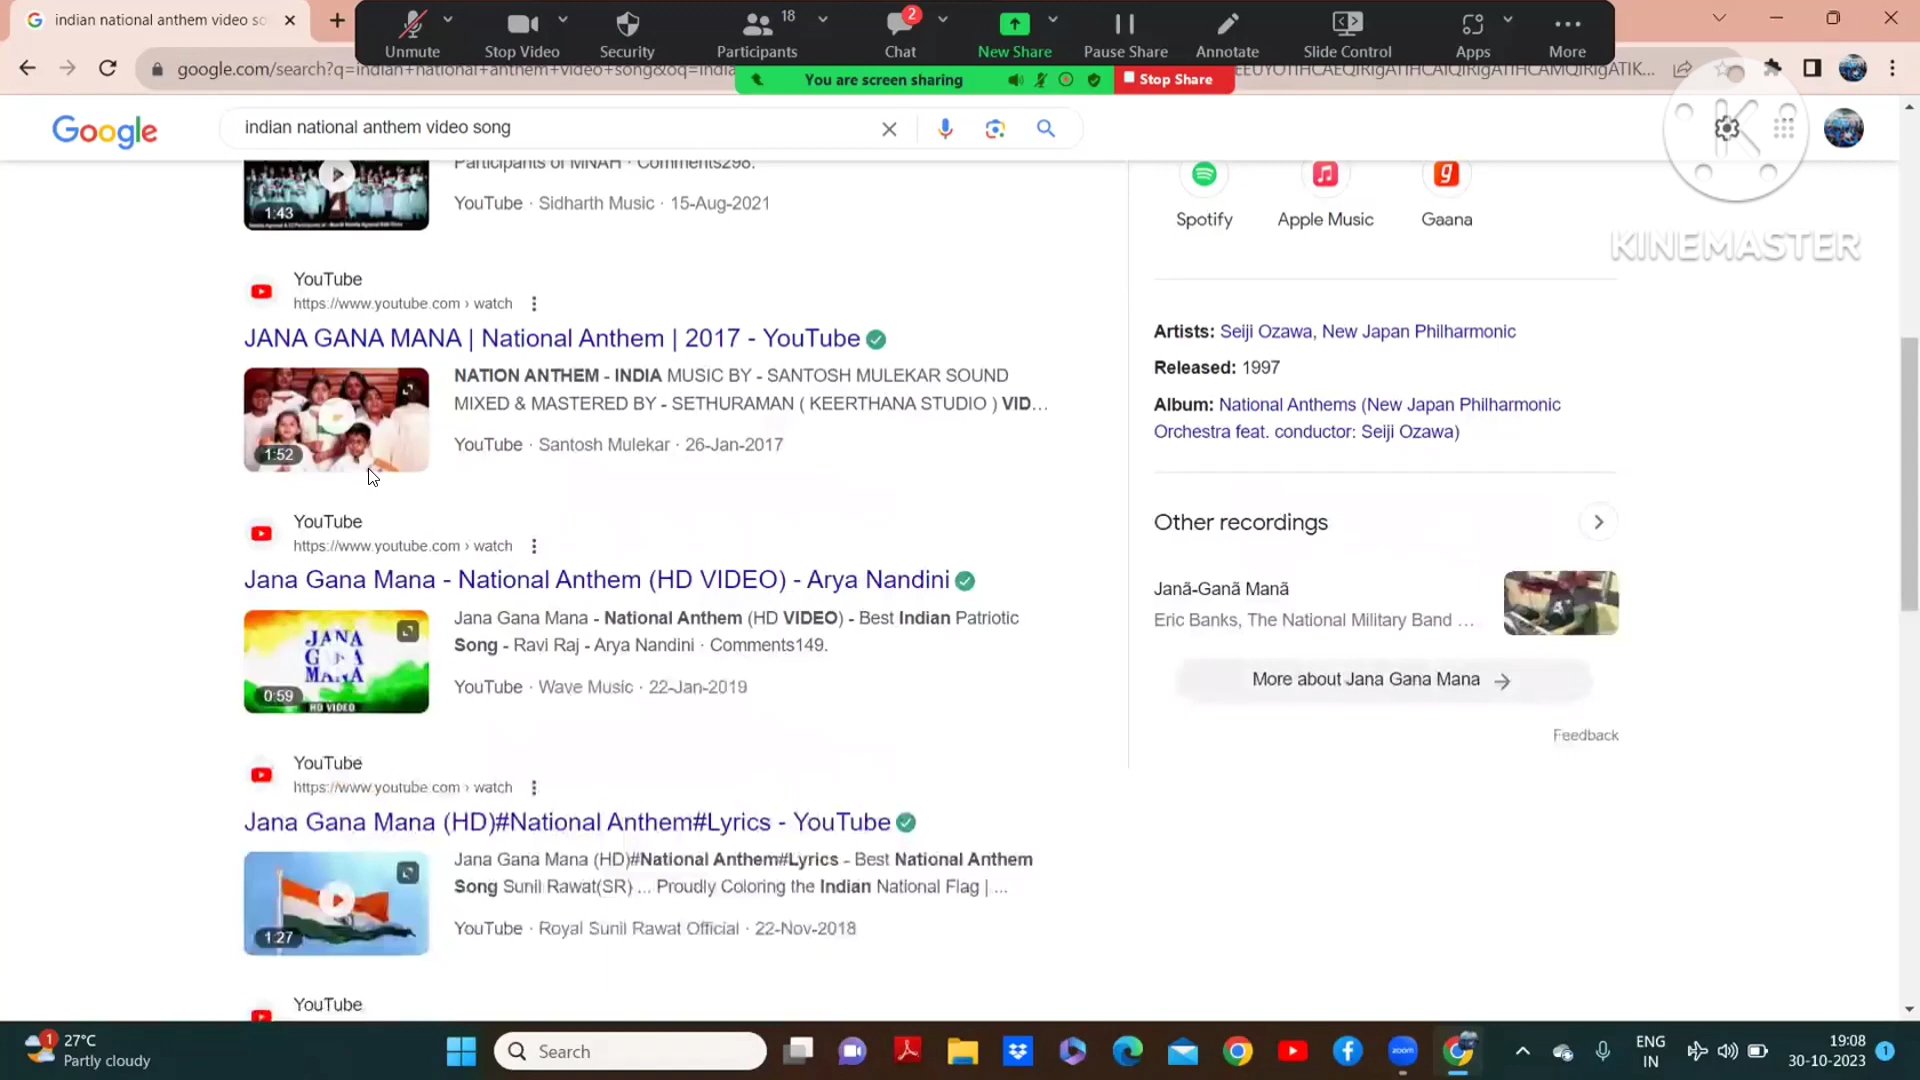 indian national anthem video so
Unmute
Stop Video
Security
18
Participants
2
Chat
New Share
Pause Share
Annotate
Slide Control
Apps
More
You are screen sharing
Stop Share
Google
indian national anthem video song
KINEMASTER
Participants of MNAH · Comments298.
1:43
YouTube · Sidharth Music · 15-Aug-2021
YouTube
https://www.youtube.com › watch
JANA GANA MANA | National Anthem | 2017 - YouTube
NATION ANTHEM - INDIA MUSIC BY - SANTOSH MULEKAR SOUND
MIXED & MASTERED BY - SETHURAMAN ( KEERTHANA STUDIO ) VID...
1:52
YouTube · Santosh Mulekar · 26-Jan-2017
YouTube
https://www.youtube.com › watch
Jana Gana Mana - National Anthem (HD VIDEO) - Arya Nandini
Jana Gana Mana - National Anthem (HD VIDEO) - Best Indian Patriotic
Song - Ravi Raj - Arya Nandini · Comments149.
JANA
GANA
MANA
0:59
HD VIDEO
YouTube · Wave Music · 22-Jan-2019
YouTube
https://www.youtube.com › watch
Jana Gana Mana (HD)#National Anthem#Lyrics - YouTube
Jana Gana Mana (HD)#National Anthem#Lyrics - Best National Anthem
Song Sunil Rawat(SR) ... Proudly Coloring the Indian National Flag | ...
1:27
YouTube · Royal Sunil Rawat Official · 22-Nov-2018
YouTube
Spotify
Apple Music
Gaana
Artists: Seiji Ozawa, New Japan Philharmonic
Released: 1997
Album: National Anthems (New Japan Philharmonic
Orchestra feat. conductor: Seiji Ozawa)
Other recordings
Janā-Ganā Manā
Eric Banks, The National Military Band ...
More about Jana Gana Mana
Feedback
1
27°C
Partly cloudy
Search
zoom
ENG
IN
19:08
30-10-2023
1